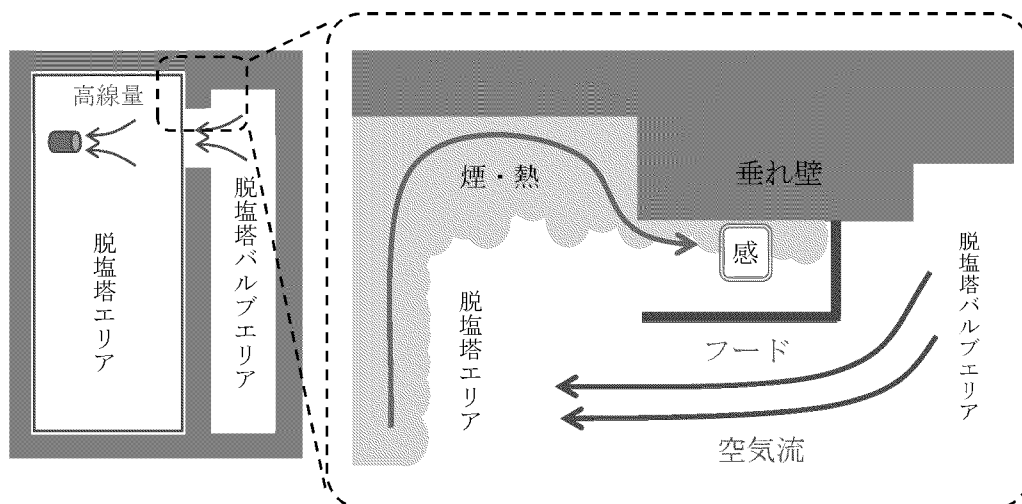 高線量
脱塩塔エリア
脱塩塔バルブエリア
煙・熱
垂れ壁
感
脱塩塔エリア
フード
脱塩塔バルブエリア
空気流